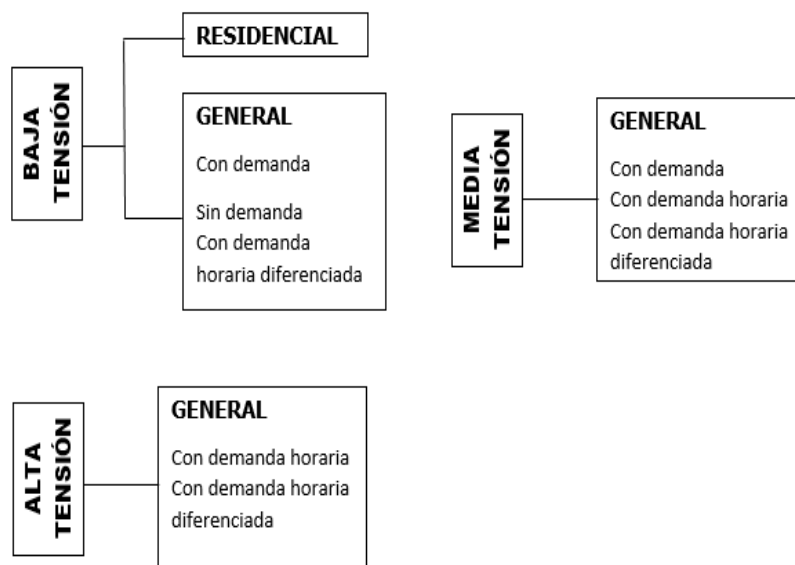 BAJA
TENSIÓN
RESIDENCIAL
GENERAL
Con demanda
Sin demanda
Con demanda
horaria diferenciada
MEDIA
TENSIÓN
GENERAL
Con demanda
Con demanda horaria
Con demanda horaria
diferenciada
ALTA
TENSIÓN
GENERAL
Con demanda horaria
Con demanda horaria
diferenciada